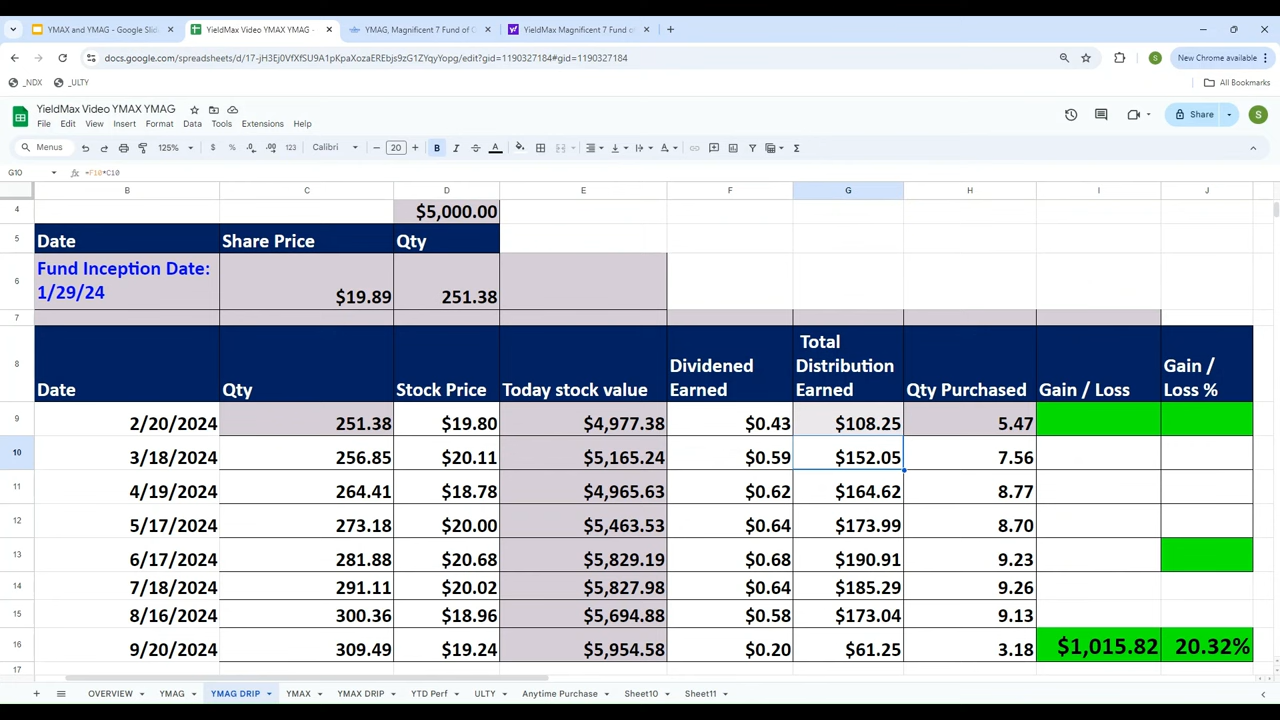 YMAX and YMAG - Google Slid
YieldMax Video YMAX YMAG -
YMAG, Magnificent 7 Fund of O
YieldMax Magnificent 7 Fund of
New Chrome available
_NDX
_ULTY
All Bookmarks
YieldMax Video YMAX YMAG
File Edit View Insert Format Data Tools Extensions Help
Share
S
Menus 125% $ % .0 .00 123 Calibri 20 B I
G10 fx =F10*C10
B C D E F G H I J
4 $5,000.00
5 Date Share Price Qty
Fund Inception Date:
6 1/29/24 $19.89 251.38
7
Total
Dividened Distribution Gain /
8 Date Qty Stock Price Today stock value Earned Earned Qty Purchased Gain / Loss Loss %
9 2/20/2024 251.38 $19.80 $4,977.38 $0.43 $108.25 5.47
10 3/18/2024 256.85 $20.11 $5,165.24 $0.59 $152.05 7.56
11 4/19/2024 264.41 $18.78 $4,965.63 $0.62 $164.62 8.77
12 5/17/2024 273.18 $20.00 $5,463.53 $0.64 $173.99 8.70
13 6/17/2024 281.88 $20.68 $5,829.19 $0.68 $190.91 9.23
14 7/18/2024 291.11 $20.02 $5,827.98 $0.64 $185.29 9.26
15 8/16/2024 300.36 $18.96 $5,694.88 $0.58 $173.04 9.13
16 9/20/2024 309.49 $19.24 $5,954.58 $0.20 $61.25 3.18 $1,015.82 20.32%
17
OVERVIEW YMAG YMAG DRIP YMAX YMAX DRIP YTD Perf ULTY Anytime Purchase Sheet10 Sheet11